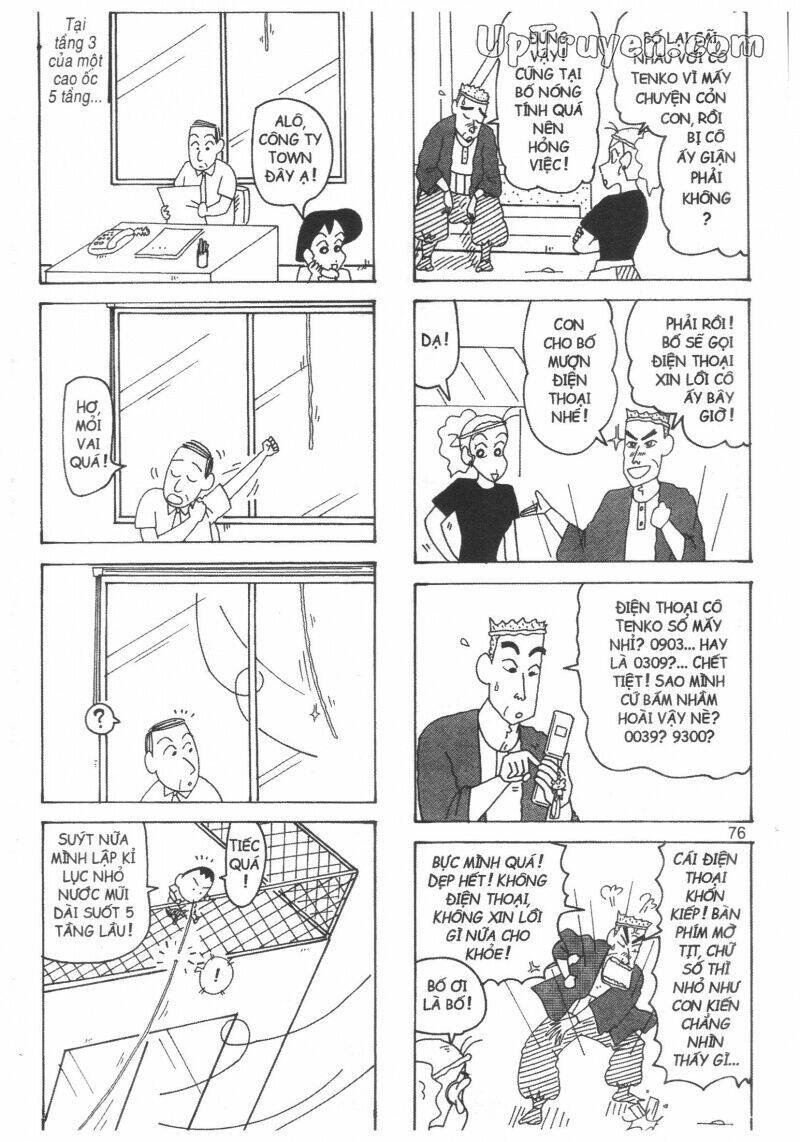 UpTruyen.com
BỐ LẠI CÃI
NHAU VỚI CÔ
TENKO VÌ MẤY
CHUYỆN CỎN
CON, RỒI
BỊ CÔ
ẤY GIẬN
PHẢI
KHÔNG
?
ĐÚNG
VẬY!
CŨNG TẠI
BỐ NÓNG
TÍNH QUÁ
NÊN
HỎNG
VIỆC!
PHẢI RỒI!
BỐ SẼ GỌI
ĐIỆN THOẠI
XIN LỖI CÔ
ẤY BÂY
GIỜ!
CON
CHO BỐ
MƯỢN
ĐIỆN
THOẠI
NHÉ!
DẠ!
ĐIỆN THOẠI CÔ
TENKO SỐ MẤY
NHỈ? 0903... HAY
LÀ 0309?... CHẾT
TIỆT! SAO MÌNH
CỨ BẤM NHẦM
HOÀI VẬY NÈ?
0039? 9300?
76
CÁI ĐIỆN
THOẠI
KHỐN
KIẾP! BÀN
PHÍM MỜ
TỊT, CHỮ
SỐ THÌ
NHỎ NHƯ
CON KIẾN
CHẲNG
NHÌN
THẤY GÌ...
BỰC MÌNH QUÁ!
DẸP HẾT! KHÔNG
ĐIỆN THOẠI,
KHÔNG XIN LỖI
GÌ NỮA CHO
KHỎE!
BỐ ƠI
LÀ BỐ!
Tại
tầng 3
của một
cao ốc
5 tầng...
ALÔ,
CÔNG TY
TOWN
ĐÂY Ạ!
HƠ,
MỎI
VAI
QUÁ!
?
TIẾC
QUÁ
!
SUÝT NỮA
MÌNH LẬP KỈ
LỤC NHỎ
NƯỚC MŨI
DÀI SUỐT 5
TẦNG LẦU!
!